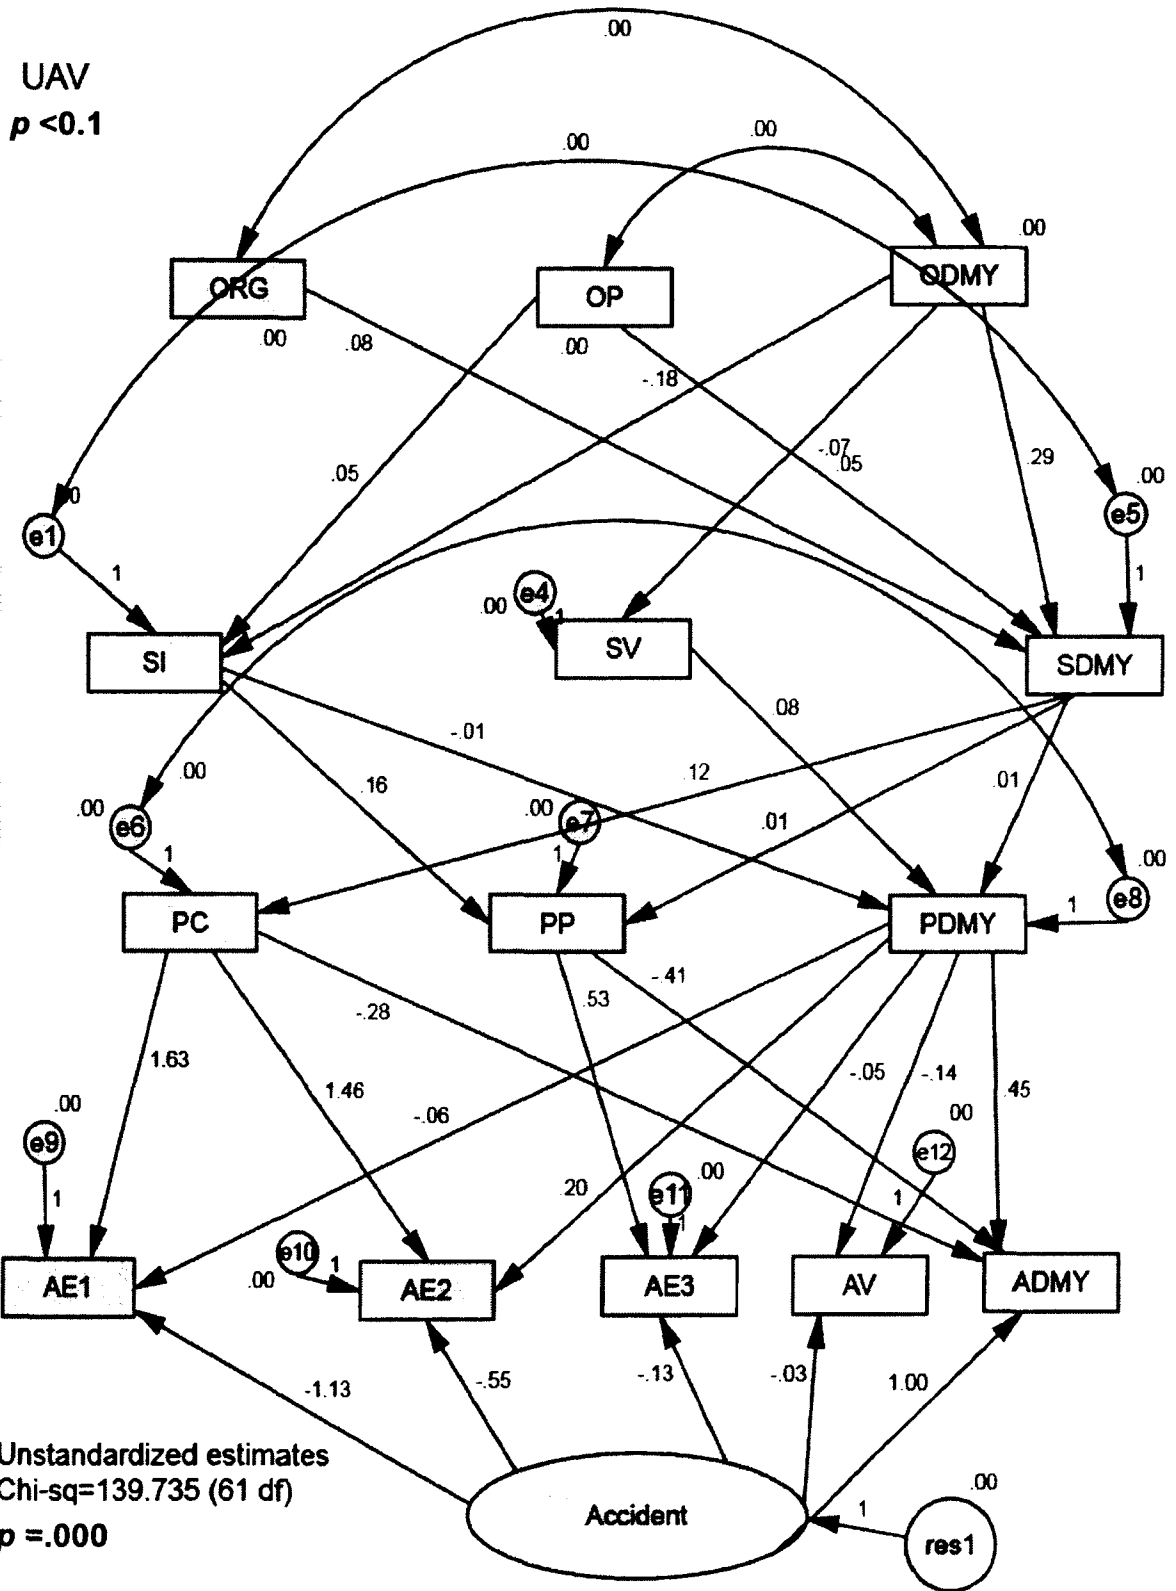 .00
UAV
p <0.1
.00
.00
.00
ORG
OP
ODMY
.00
.08
.00
-.18
.05
-.07
.05
.29
.00
e1
e5
1
e4
.00
1
1
SI
SV
SDMY
-.01
.08
.00
.16
.12
.01
.00
e6
.00
e7
.01
.00
1
1
e8
1
PC
PP
PDMY
-.41
.53
-.28
1.63
1.46
-.05
-.14
.45
-.06
.00
00
e9
e12
1
.20
.00
e11
1
1
e10
1
.00
AE1
AE2
AE3
AV
ADMY
-1.13
-.55
-.13
-.03
1.00
Unstandardized estimates
Chi-sq=139.735 (61 df)
p =.000
Accident
.00
1
res1